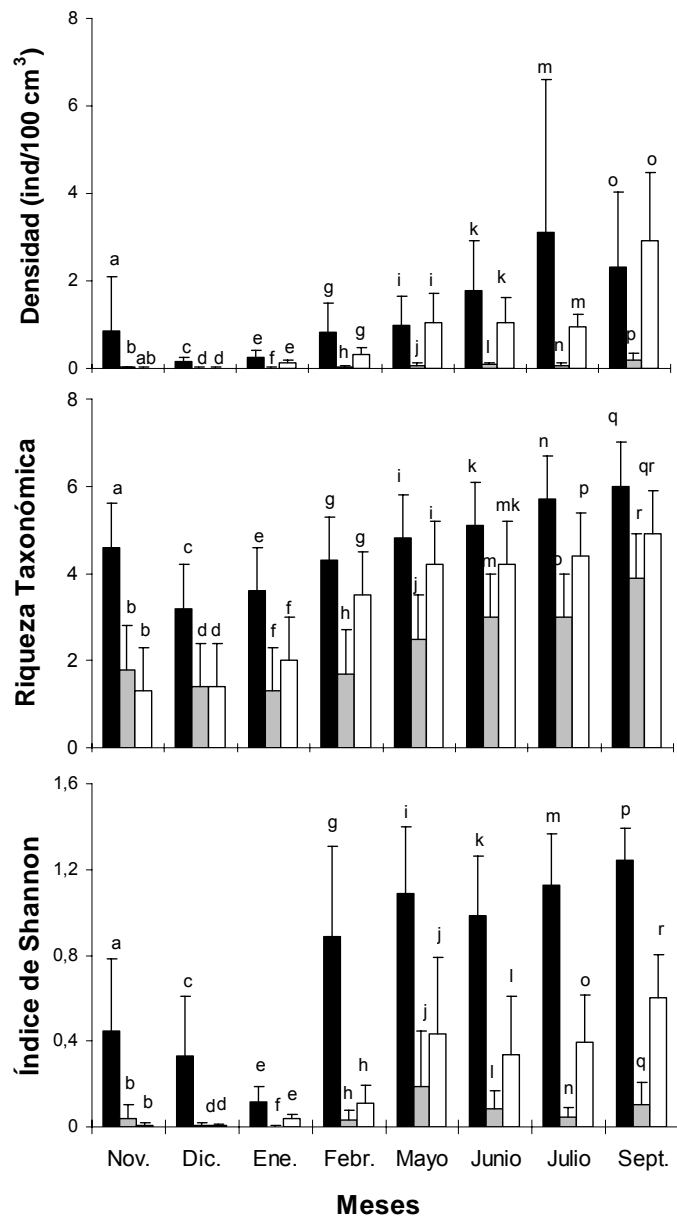 Densidad (ind/100 cm³)
8
6
4
2
0
a
b
ab
c
d
d
e
f
e
g
h
g
i
j
i
k
l
k
m
n
m
o
p
o
Riqueza Taxonómica
8
6
4
2
0
a
b
b
c
d
d
e
f
f
g
h
g
i
j
i
k
m
mk
n
p
q
r
qr
Índice de Shannon
1,6
1,2
0,8
0,4
0
a
b
b
c
d
d
e
f
e
g
h
h
i
j
j
k
l
l
m
n
o
p
q
r
Nov. Dic. Ene. Febr. Mayo Junio Julio Sept.
Meses